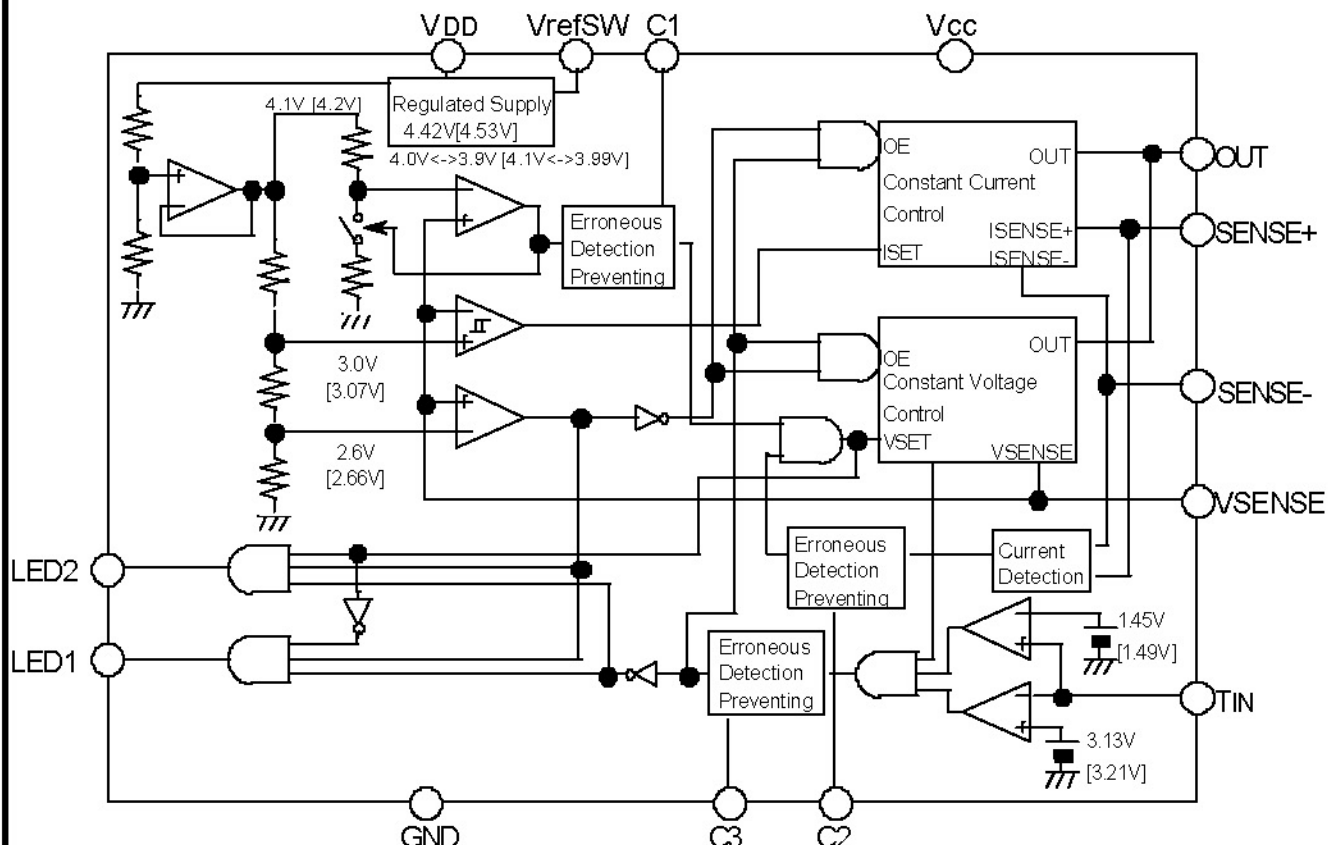 VDD VrefSW C1 Vcc
4.1V [4.2V]
Regulated Supply
4.42V[4.53V]
4.0V<->3.9V [4.1V<->3.99V]
OE
OUT
OUT
Constant Current
Control
ISENSE+
ISENSE-
ISET
SENSE+
Erroneous
Detection
Preventing
3.0V
[3.07V]
OE
OUT
Constant Voltage
Control
VSET
VSENSE
SENSE-
2.6V
[2.66V]
VSENSE
Erroneous
Detection
Preventing
Current
Detection
LED2
LED1
Erroneous
Detection
Preventing
1.45V
[1.49V]
TIN
3.13V
[3.21V]
GND C3 C2